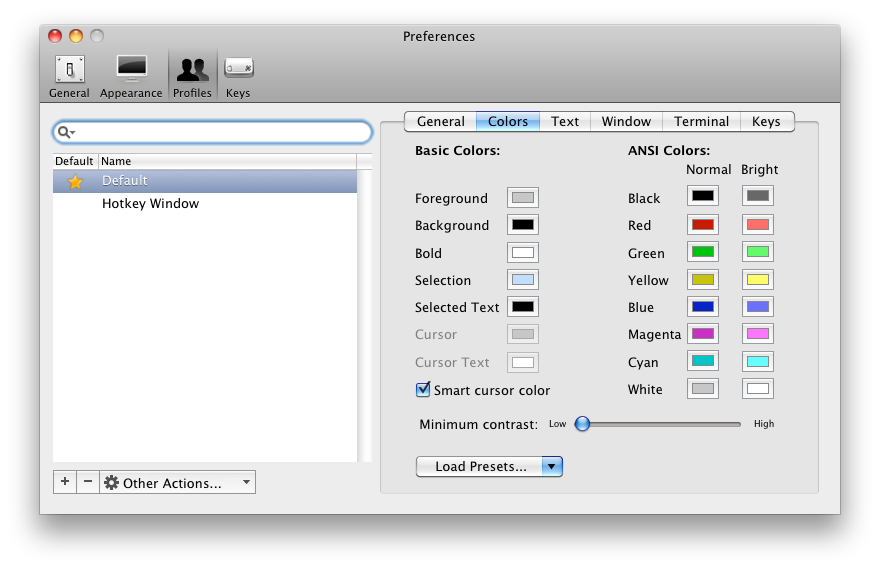 Preferences
General Appearance Profiles Keys
General Colors Text Window Terminal Keys
Default Name
Default
Hotkey Window
+ − Other Actions...
Basic Colors:
Foreground
Background
Bold
Selection
Selected Text
Cursor
Cursor Text
Smart cursor color
ANSI Colors:
Normal Bright
Black
Red
Green
Yellow
Blue
Magenta
Cyan
White
Minimum contrast: Low High
Load Presets...